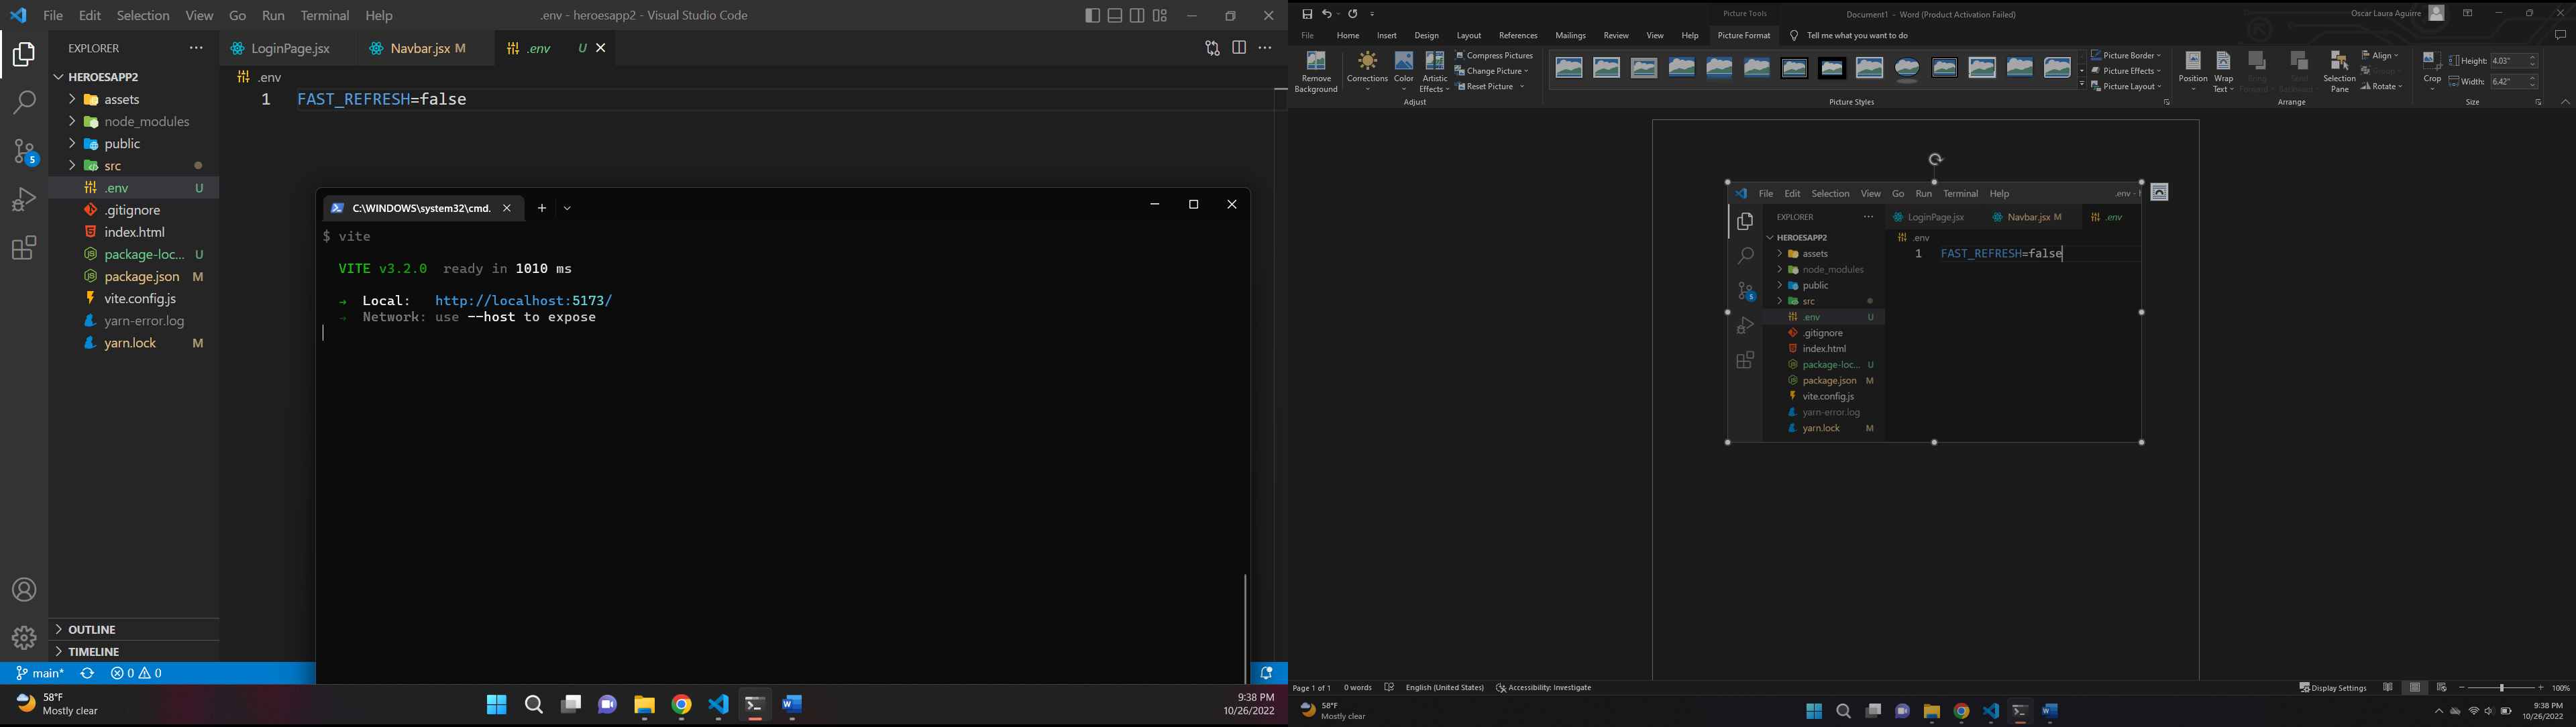 File Edit Selection View Go Run Terminal Help .env - heroesapp2 - Visual Studio Code
EXPLORER
LoginPage.jsx Navbar.jsx M .env U
HEROESAPP2
.env
assets
1 FAST_REFRESH=false
node_modules
public
src
.env U
.gitignore
index.html
package-loc... U
package.json M
vite.config.js
yarn-error.log
yarn.lock M
OUTLINE
TIMELINE
5
main* 0 0
C:\WINDOWS\system32\cmd.
$ vite
VITE v3.2.0 ready in 1010 ms
→ Local: http://localhost:5173/
→ Network: use --host to expose
58°F
Mostly clear
9:38 PM
10/26/2022
Picture Tools
Document1 - Word (Product Activation Failed)
Oscar Laura Aguirre
File Home Insert Design Layout References Mailings Review View Help Picture Format Tell me what you want to do
Remove Background
Corrections
Color
Artistic Effects
Compress Pictures
Change Picture
Reset Picture
Adjust
Picture Styles
Picture Border
Picture Effects
Picture Layout
Position
Wrap Text
Bring Forward
Send Backward
Selection Pane
Align
Group
Rotate
Arrange
Crop
Height: 4.03"
Width: 6.42"
Size
File Edit Selection View Go Run Terminal Help .env -
EXPLORER
LoginPage.jsx Navbar.jsx M .env
HEROESAPP2
.env
assets
1 FAST_REFRESH=false
node_modules
public
src
.env U
.gitignore
index.html
package-loc... U
package.json M
vite.config.js
yarn-error.log
yarn.lock M
5
Page 1 of 1 0 words English (United States) Accessibility: Investigate
Display Settings 100%
58°F
Mostly clear
9:38 PM
10/26/2022